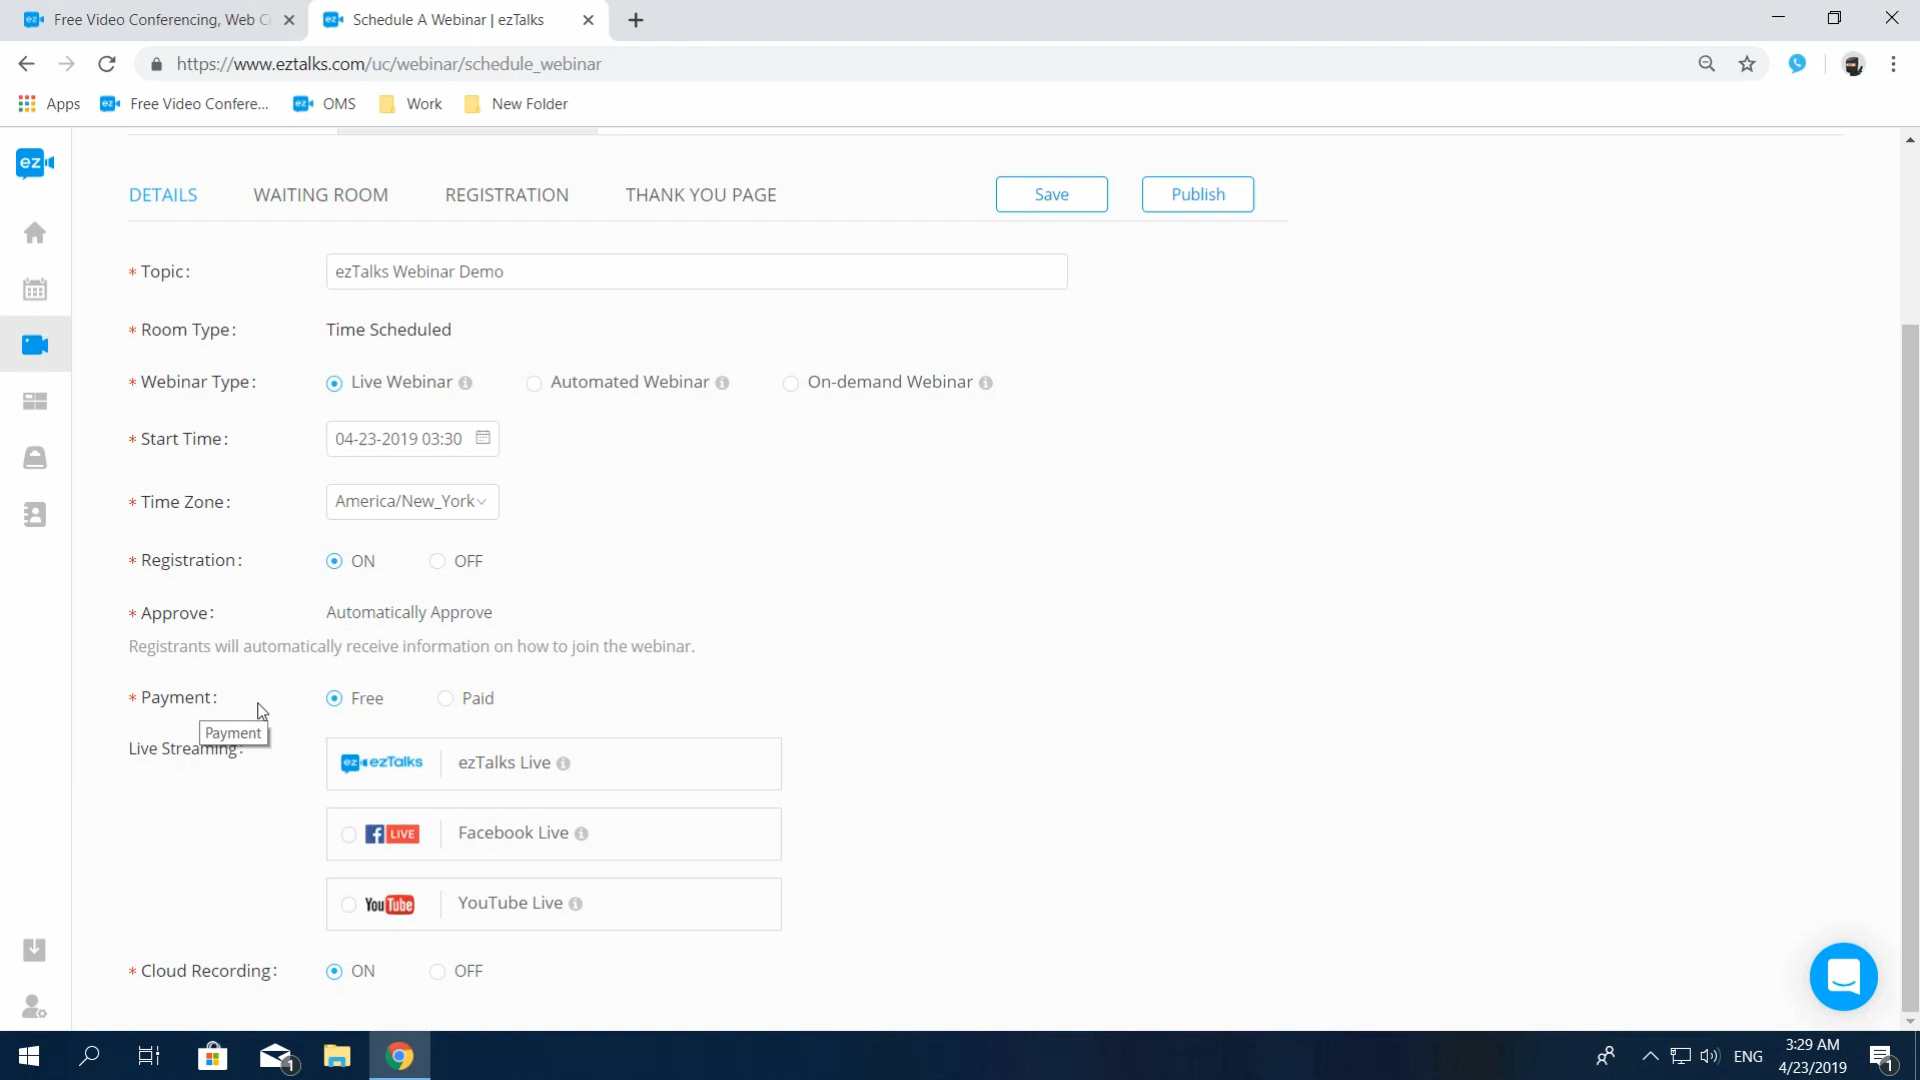 Free Video Conferencing, Web Co
Schedule A Webinar | ezTalks
https://www.eztalks.com/uc/webinar/schedule_webinar
Apps
Free Video Confere...
OMS
Work
New Folder
ez
DETAILS
WAITING ROOM
REGISTRATION
THANK YOU PAGE
Save
Publish
* Topic:
ezTalks Webinar Demo
* Room Type:
Time Scheduled
* Webinar Type:
Live Webinar
Automated Webinar
On-demand Webinar
* Start Time:
04-23-2019 03:30
* Time Zone:
America/New_York
* Registration:
ON
OFF
* Approve:
Automatically Approve
Registrants will automatically receive information on how to join the webinar.
* Payment:
Free
Paid
Payment
Live Streaming:
ez ezTalks
ezTalks Live
f LIVE
Facebook Live
YouTube
YouTube Live
* Cloud Recording:
ON
OFF
1
ENG
3:29 AM
4/23/2019
1